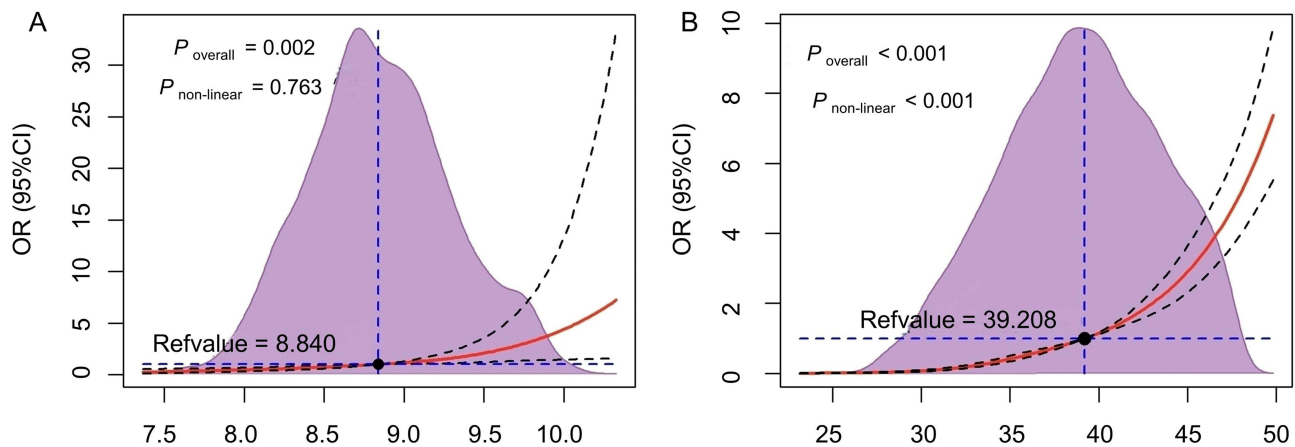 A
P overall = 0.002
P non-linear = 0.763
OR (95%CI)
30
25
20
15
10
5
0
Refvalue = 8.840
7.5 8.0 8.5 9.0 9.5 10.0
B
P overall < 0.001
P non-linear < 0.001
OR (95%CI)
10
8
6
4
2
0
Refvalue = 39.208
25 30 35 40 45 50